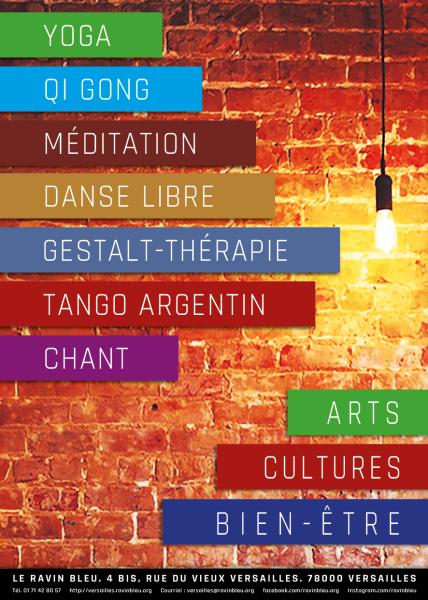 YOGA
QI GONG
MÉDITATION
DANSE LIBRE
GESTALT-THÉRAPIE
TANGO ARGENTIN
CHANT
ARTS
CULTURES
BIEN-ÊTRE
LE RAVIN BLEU. 4 BIS, RUE DU VIEUX VERSAILLES. 78000 VERSAILLES
Tél. 01 71 42 80 57 http://versailles.ravinbleu.org Courriel : versailles@ravinbleu.org facebook.com/ravinbleu Instagram.com/ravinbleu